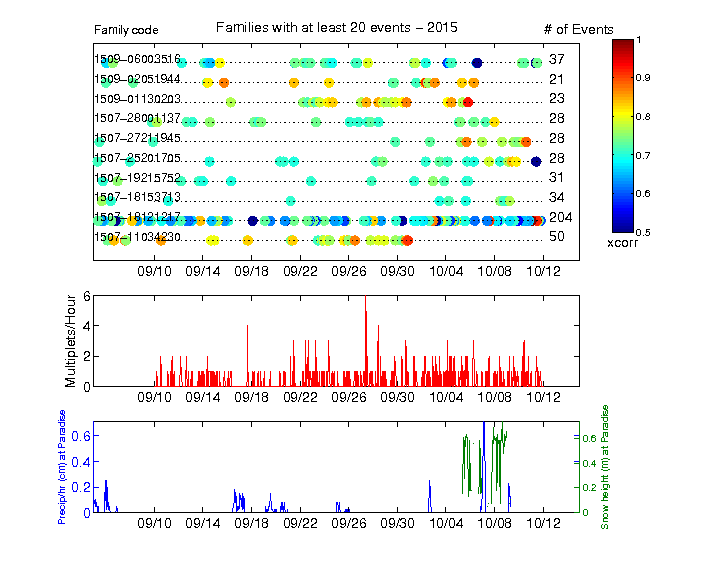 Family code
Families with at least 20 events – 2015
# of Events
1509–06003516 37
1509–02051944 21
1509–01130203 23
1507–28001137 28
1507–27211945 28
1507–25201705 28
1507–19215752 31
1507–18153713 34
1507–18121217 204
1507–11034230 50
09/10 09/14 09/18 09/22 09/26 09/30 10/04 10/08 10/12
1
0.9
0.8
0.7
0.6
0.5
xcorr
Multiplets/Hour
6
4
2
0
09/10 09/14 09/18 09/22 09/26 09/30 10/04 10/08 10/12
Precip/hr (cm) at Paradise
0.6
0.4
0.2
0
0.6
0.4
0.2
0
Snow height (m) at Paradise
09/10 09/14 09/18 09/22 09/26 09/30 10/04 10/08 10/12